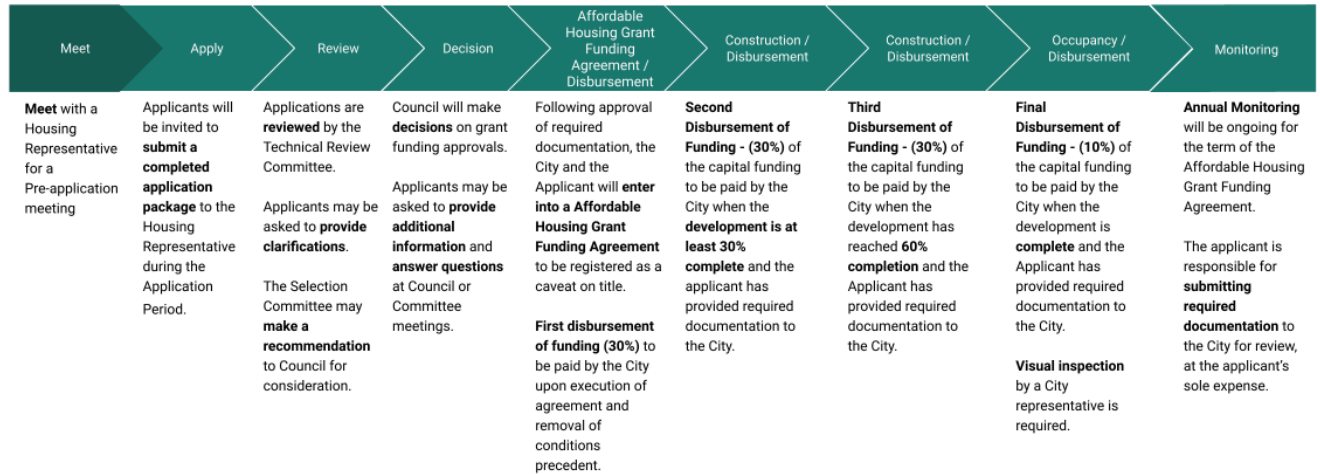 Meet
Apply
Review
Decision
Affordable
Housing Grant
Funding
Agreement /
Disbursement
Construction /
Disbursement
Construction /
Disbursement
Occupancy /
Disbursement
Monitoring
Meet with a
Housing
Representative
for a
Pre-application
meeting
Applicants will
be invited to
submit a
completed
application
package to the
Housing
Representative
during the
Application
Period.
Applications are
reviewed by the
Technical Review
Committee.
Applicants may be
asked to provide
clarifications.
The Selection
Committee may
make a
recommendation
to Council for
consideration.
Council will make
decisions on grant
funding approvals.
Applicants may be
asked to provide
additional
information and
answer questions
at Council or
Committee
meetings.
Following approval
of required
documentation, the
City and the
Applicant will enter
into a Affordable
Housing Grant
Funding Agreement
to be registered as a
caveat on title.
First disbursement
of funding (30%) to
be paid by the City
upon execution of
agreement and
removal of
conditions
precedent.
Second
Disbursement of
Funding - (30%) of
the capital funding
to be paid by the
City when the
development is at
least 30%
complete and the
applicant has
provided required
documentation to
the City.
Third
Disbursement of
Funding - (30%) of
the capital funding
to be paid by the
City when the
development has
reached 60%
completion and the
Applicant has
provided required
documentation to
the City.
Final
Disbursement of
Funding - (10%) of
the capital funding
to be paid by the
City when the
development is
complete and the
Applicant has
provided required
documentation to
the City.
Visual inspection
by a City
representative is
required.
Annual Monitoring
will be ongoing for
the term of the
Affordable Housing
Grant Funding
Agreement.
The applicant is
responsible for
submitting
required
documentation to
the City for review,
at the applicant's
sole expense.